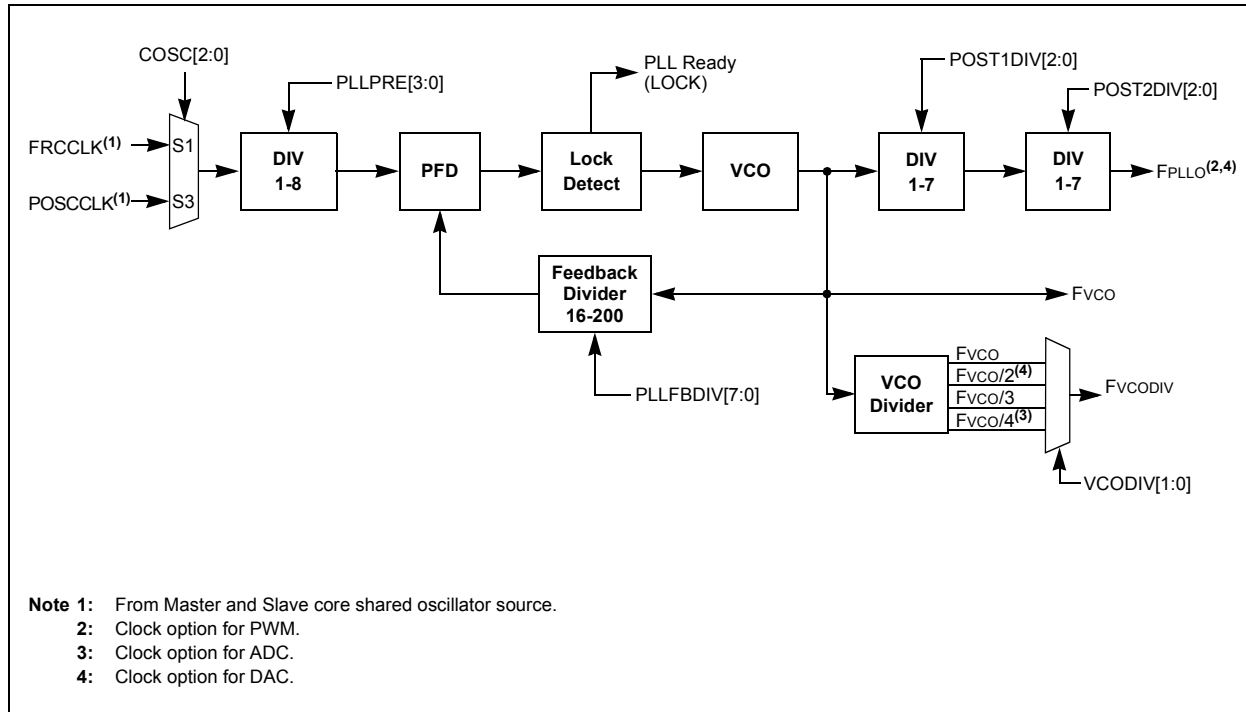 COSC[2:0]
PLLPRE[3:0]
PLL Ready
(LOCK)
POST1DIV[2:0]
POST2DIV[2:0]
FRCCLK(1)
S1
POSCCLK(1)
S3
DIV
1-8
PFD
Lock
Detect
VCO
DIV
1-7
DIV
1-7
FPLLO(2,4)
Feedback
Divider
16-200
FVCO
PLLFBDIV[7:0]
VCO
Divider
FVCO
FVCO/2(4)
FVCO/3
FVCO/4(3)
FVCODIV
VCODIV[1:0]
Note 1: From Master and Slave core shared oscillator source.
2: Clock option for PWM.
3: Clock option for ADC.
4: Clock option for DAC.